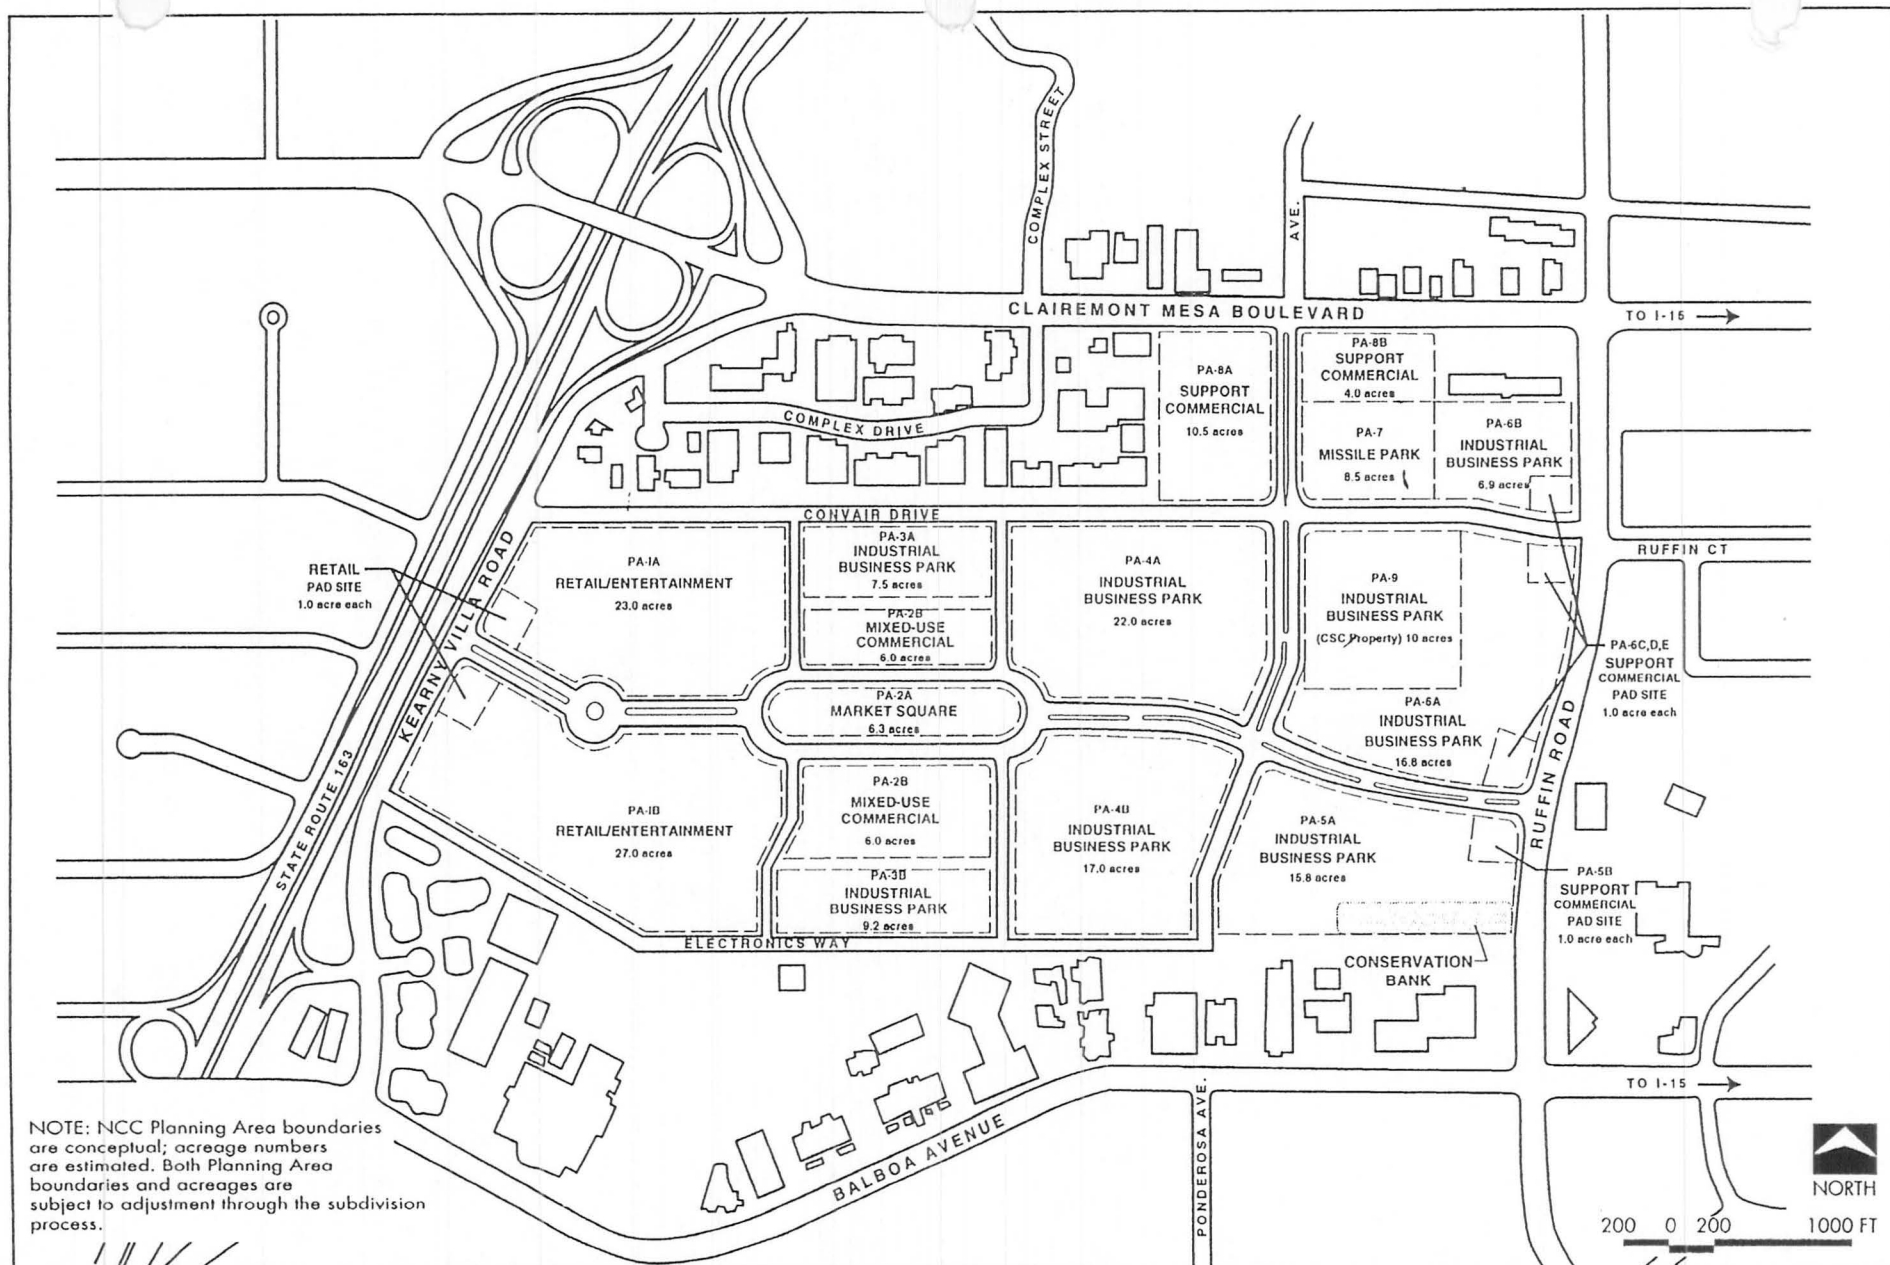 COMPLEX STREET
AVE.
CLAIREMONT MESA BOULEVARD
TO I-15
PA-8A
SUPPORT
COMMERCIAL
10.5 acres
PA-8B
SUPPORT
COMMERCIAL
4.0 acres
PA-7
MISSILE PARK
8.5 acres
PA-6B
INDUSTRIAL
BUSINESS PARK
6.9 acres
COMPLEX DRIVE
CONVAIR DRIVE
RUFFIN CT
RETAIL
PAD SITE
1.0 acre each
KEARNY VILLA ROAD
PA-1A
RETAIL/ENTERTAINMENT
23.0 acres
PA-3A
INDUSTRIAL
BUSINESS PARK
7.5 acres
PA-2B
MIXED-USE
COMMERCIAL
6.0 acres
PA-4A
INDUSTRIAL
BUSINESS PARK
22.0 acres
PA-9
INDUSTRIAL
BUSINESS PARK
(CSC Property) 10 acres
PA-6C,D,E
SUPPORT
COMMERCIAL
PAD SITE
1.0 acre each
PA-2A
MARKET SQUARE
6.3 acres
PA-6A
INDUSTRIAL
BUSINESS PARK
16.8 acres
RUFFIN ROAD
STATE ROUTE 163
PA-1B
RETAIL/ENTERTAINMENT
27.0 acres
PA-2B
MIXED-USE
COMMERCIAL
6.0 acres
PA-3B
INDUSTRIAL
BUSINESS PARK
9.2 acres
PA-4B
INDUSTRIAL
BUSINESS PARK
17.0 acres
PA-5A
INDUSTRIAL
BUSINESS PARK
15.8 acres
PA-5B
SUPPORT
COMMERCIAL
PAD SITE
1.0 acre each
ELECTRONICS WAY
CONSERVATION
BANK
TO I-15
BALBOA AVENUE
PONDEROSA AVE.
NOTE: NCC Planning Area boundaries
are conceptual; acreage numbers
are estimated. Both Planning Area
boundaries and acreages are
subject to adjustment through the subdivision
process.
NORTH
200 0 200 1000 FT